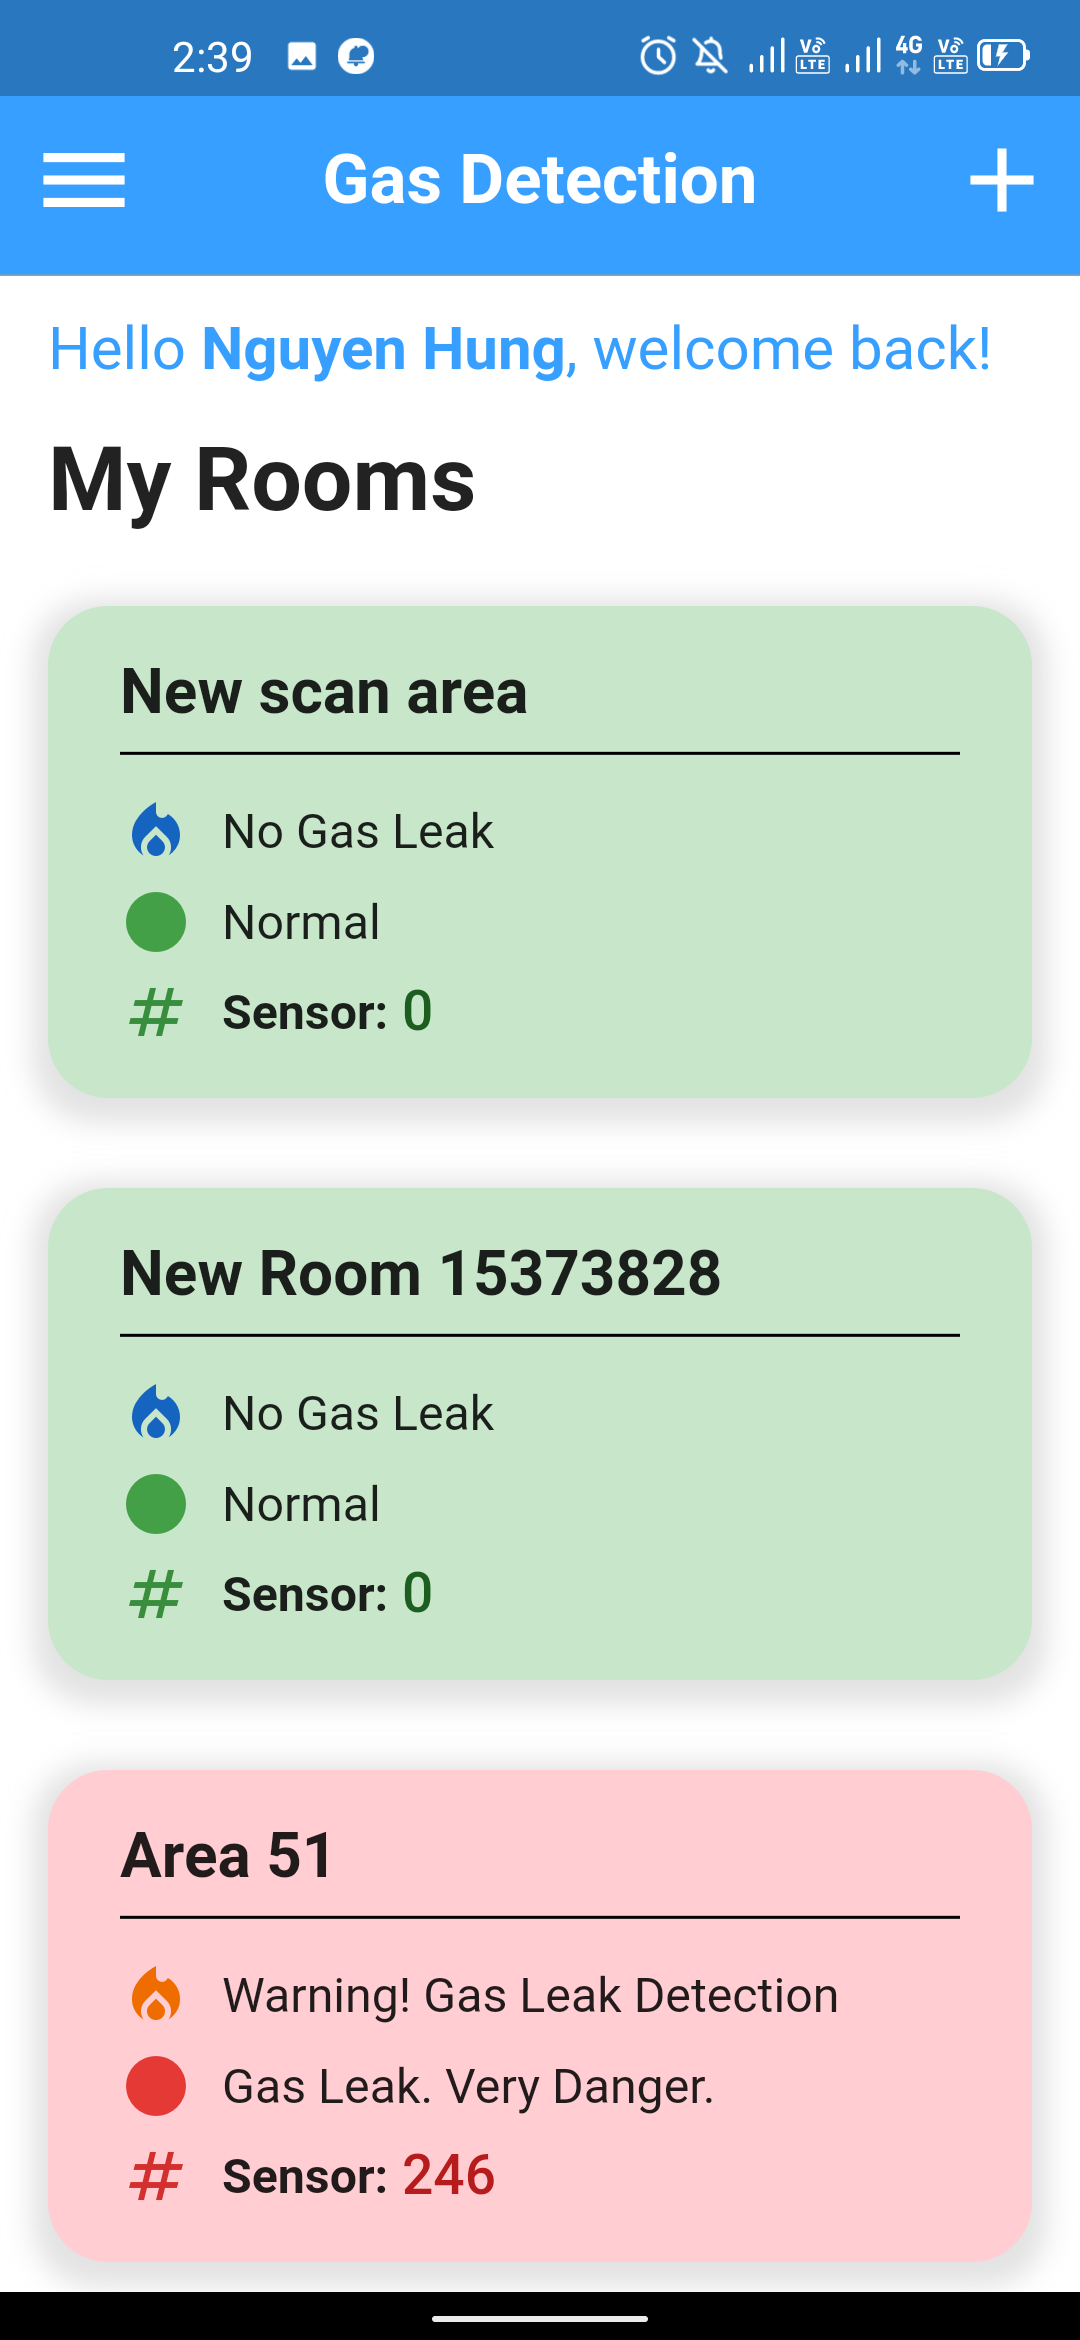 2:39 4G VoLTE VoLTE
Gas Detection
Hello Nguyen Hung, welcome back!
My Rooms
New scan area
No Gas Leak
Normal
Sensor: 0
New Room 15373828
No Gas Leak
Normal
Sensor: 0
Area 51
Warning! Gas Leak Detection
Gas Leak. Very Danger.
Sensor: 246